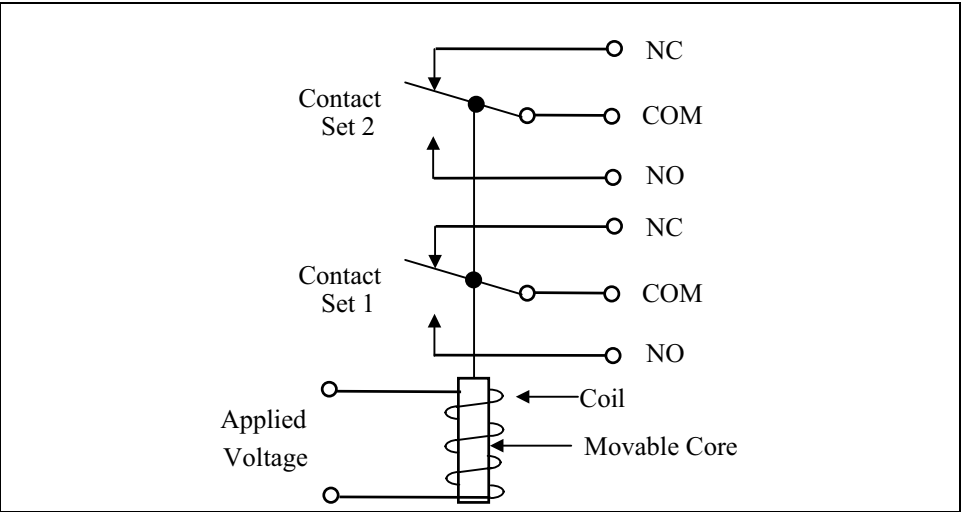 NC
Contact
Set 2
COM
NO
NC
Contact
Set 1
COM
NO
Coil
Applied
Voltage
Movable Core